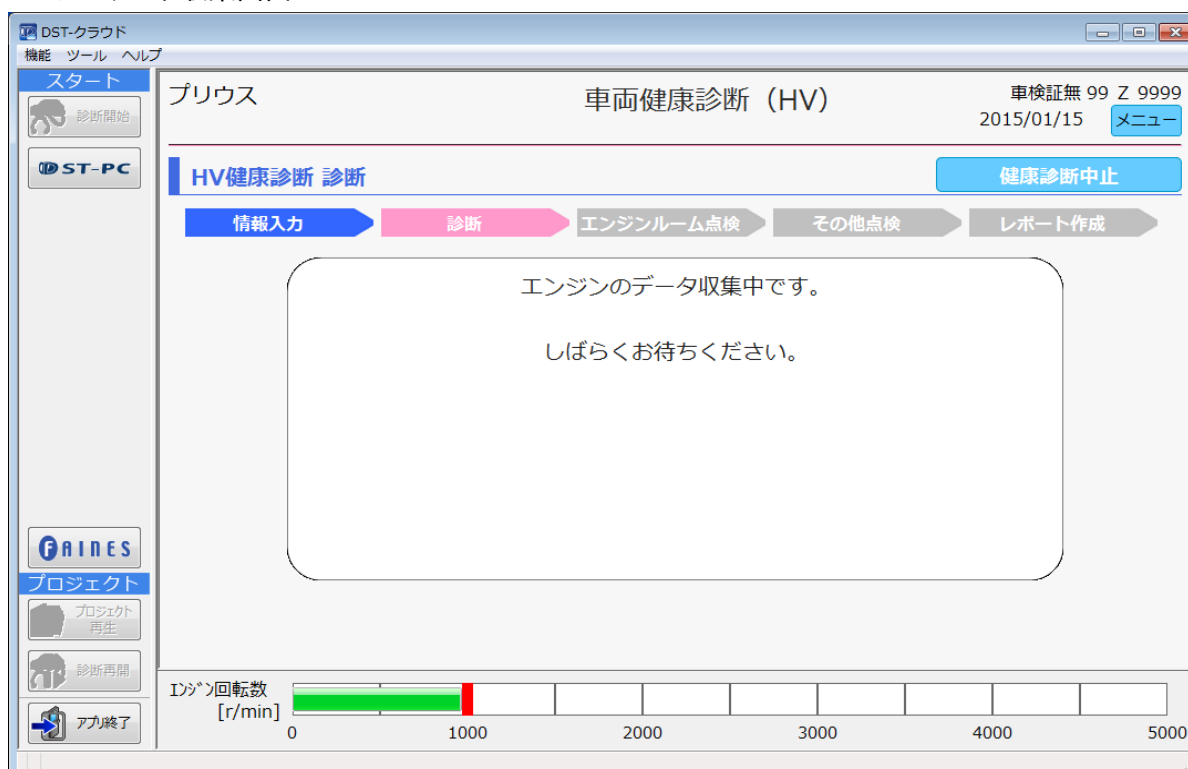 DST-クラウド
機能 ツール ヘルプ
スタート
診断開始
DST-PC
プリウス
車両健康診断（HV）
車検証無 99 Z 9999
2015/01/15
メニュー
HV健康診断 診断
健康診断中止
情報入力
診断
エンジンルーム点検
その他点検
レポート作成
エンジンのデータ収集中です。
しばらくお待ちください。
FAINES
プロジェクト
プロジェクト
再生
診断再開
アプリ終了
ｴﾝｼﾞﾝ回転数
[r/min]
0 1000 2000 3000 4000 5000